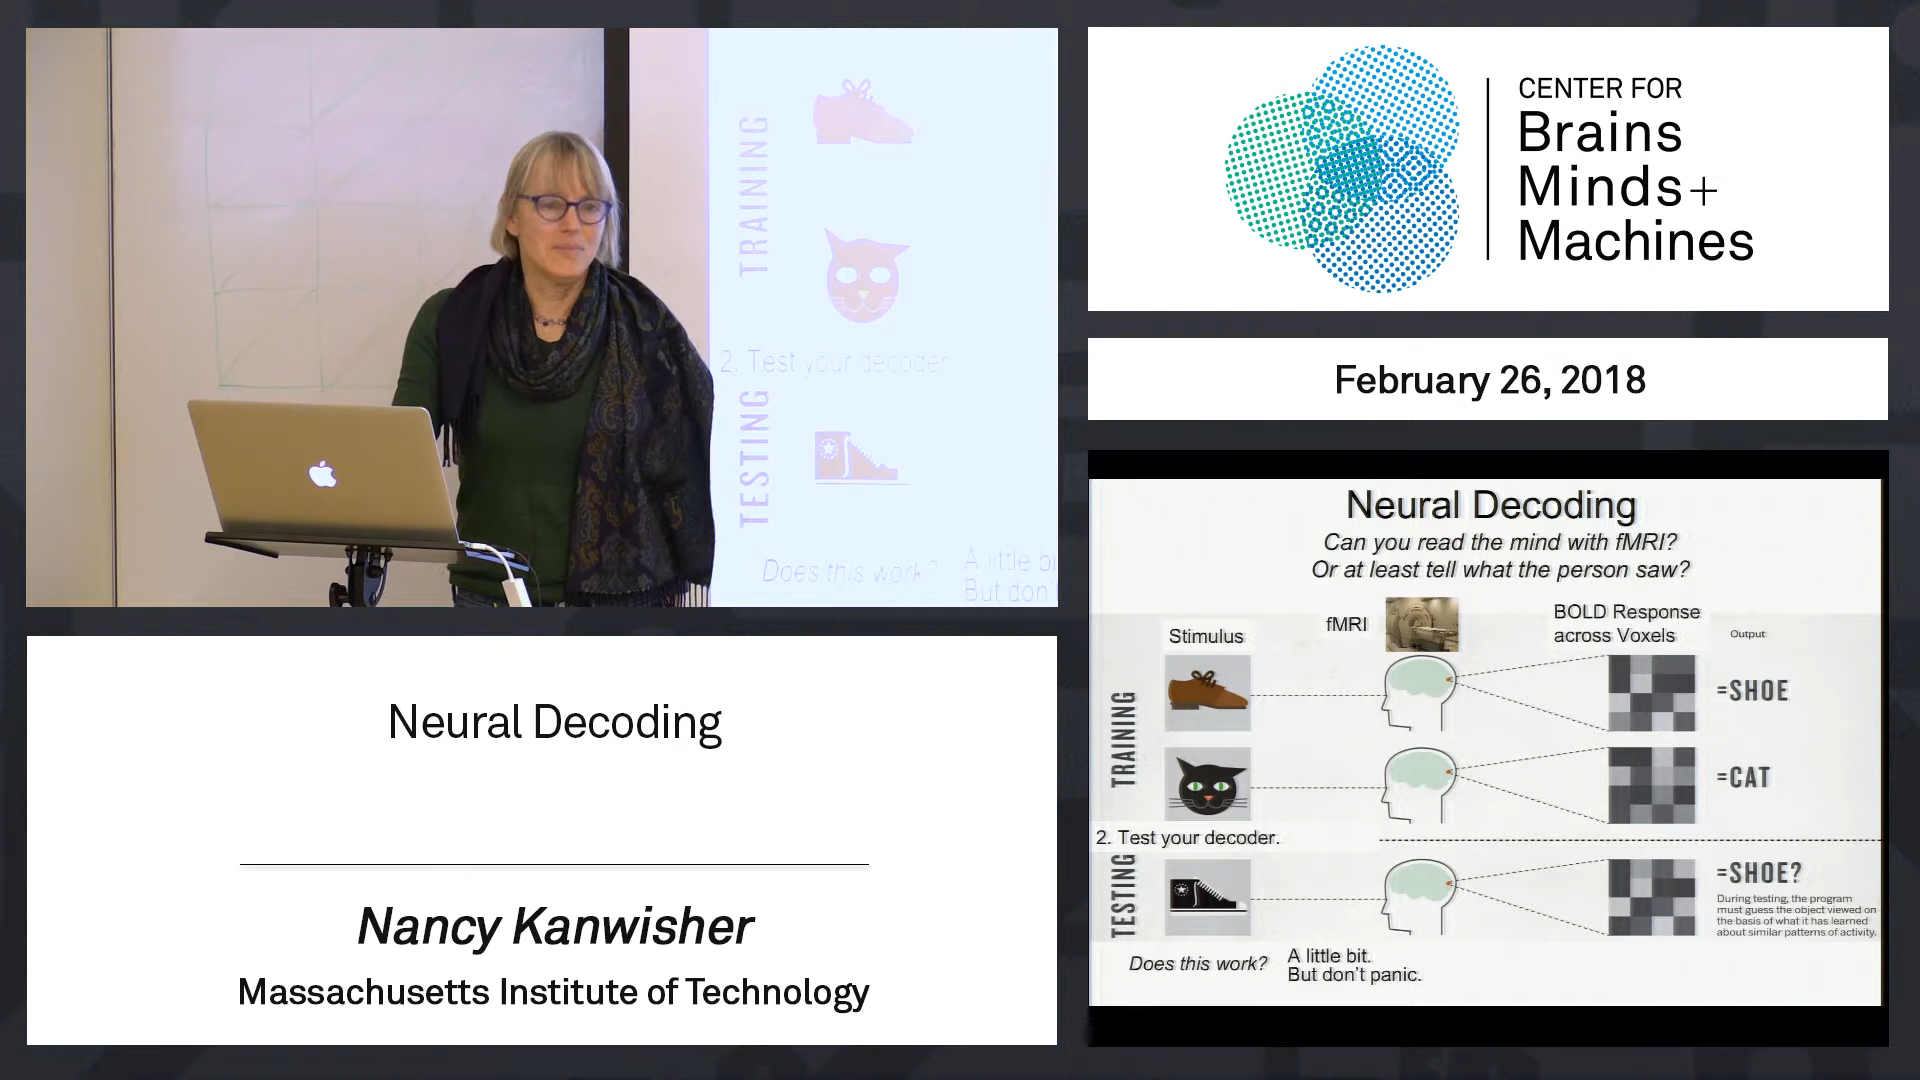 TRAINING
2. Test your decoder
TESTING
Does this work?
A little bi
But don't
CENTER FOR
Brains
Minds+
Machines
February 26, 2018
Neural Decoding
Nancy Kanwisher
Massachusetts Institute of Technology
Neural Decoding
Can you read the mind with fMRI?
Or at least tell what the person saw?
Stimulus
fMRI
BOLD Response
across Voxels
Output
TRAINING
=SHOE
=CAT
2. Test your decoder.
TESTING
=SHOE?
During testing, the program
must guess the object viewed on
the basis of what it has learned
about similar patterns of activity.
Does this work?
A little bit.
But don't panic.